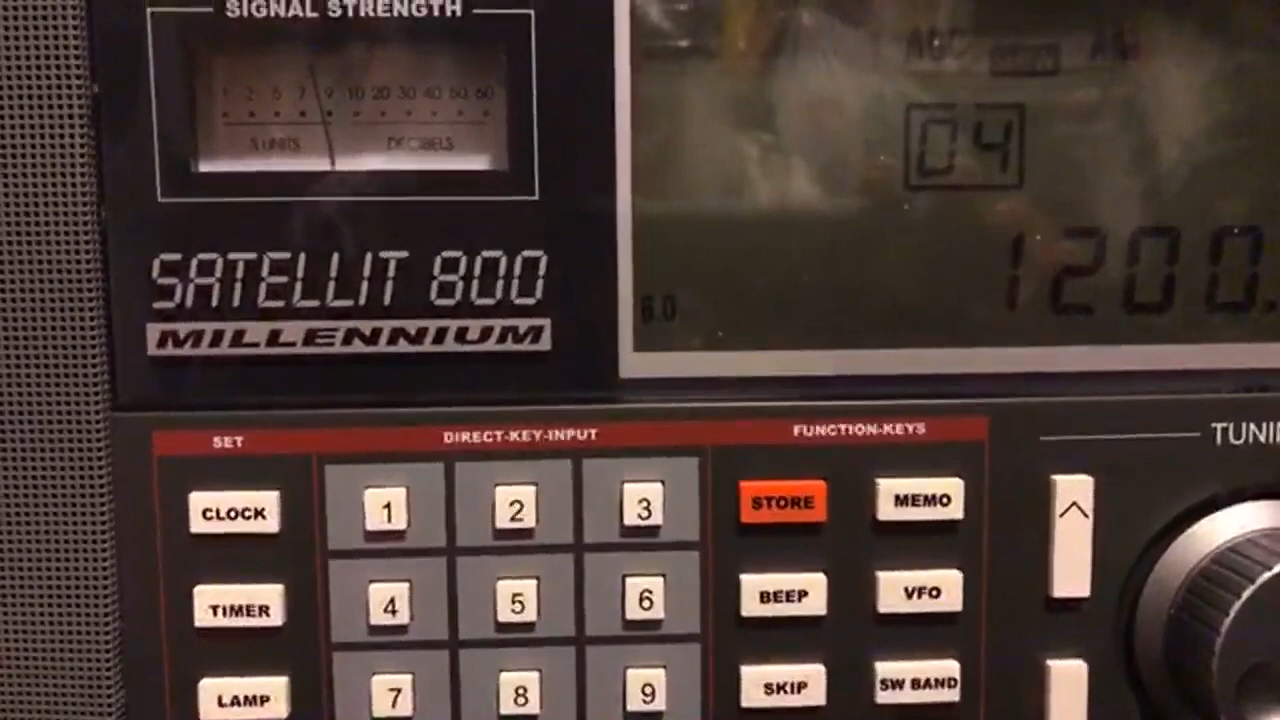 SIGNAL STRENGTH
1 2 5 7 9 10 20 30 40 50 60
S UNITS DECIBELS
04
1200.
6.0
SATELLIT 800
MILLENNIUM
SET DIRECT-KEY-INPUT FUNCTION-KEYS
TUNI
CLOCK 1 2 3 STORE MEMO
TIMER 4 5 6 BEEP VFO
LAMP 7 8 9 SKIP SW BAND